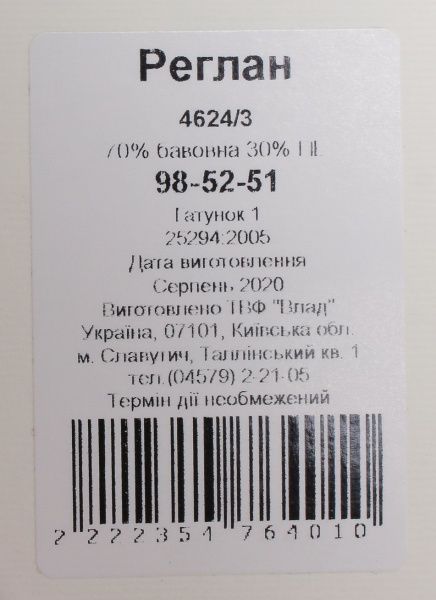 Реглан
4624/3
70% бавовна 30% ПЕ
98-52-51
Гатунок 1
25294:2005
Дата виготовлення
Серпень 2020
Виготовлено ТВФ "Влад"
Україна, 07101, Київська обл.
м. Славутич, Таллінський кв. 1
тел.(04579) 2-21-05
Термін дії необмежений
2 222354 764010